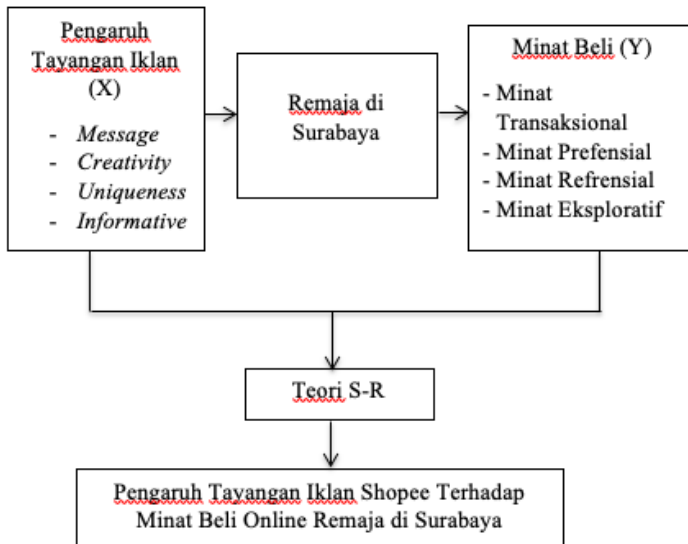 Pengaruh
Tayangan Iklan
(X)
- Message
- Creativity
- Uniqueness
- Informative
Remaja di
Surabaya
Minat Beli (Y)
- Minat
Transaksional
- Minat Prefensial
- Minat Refrensial
- Minat Eksploratif
Teori S-R
Pengaruh Tayangan Iklan Shopee Terhadap
Minat Beli Online Remaja di Surabaya